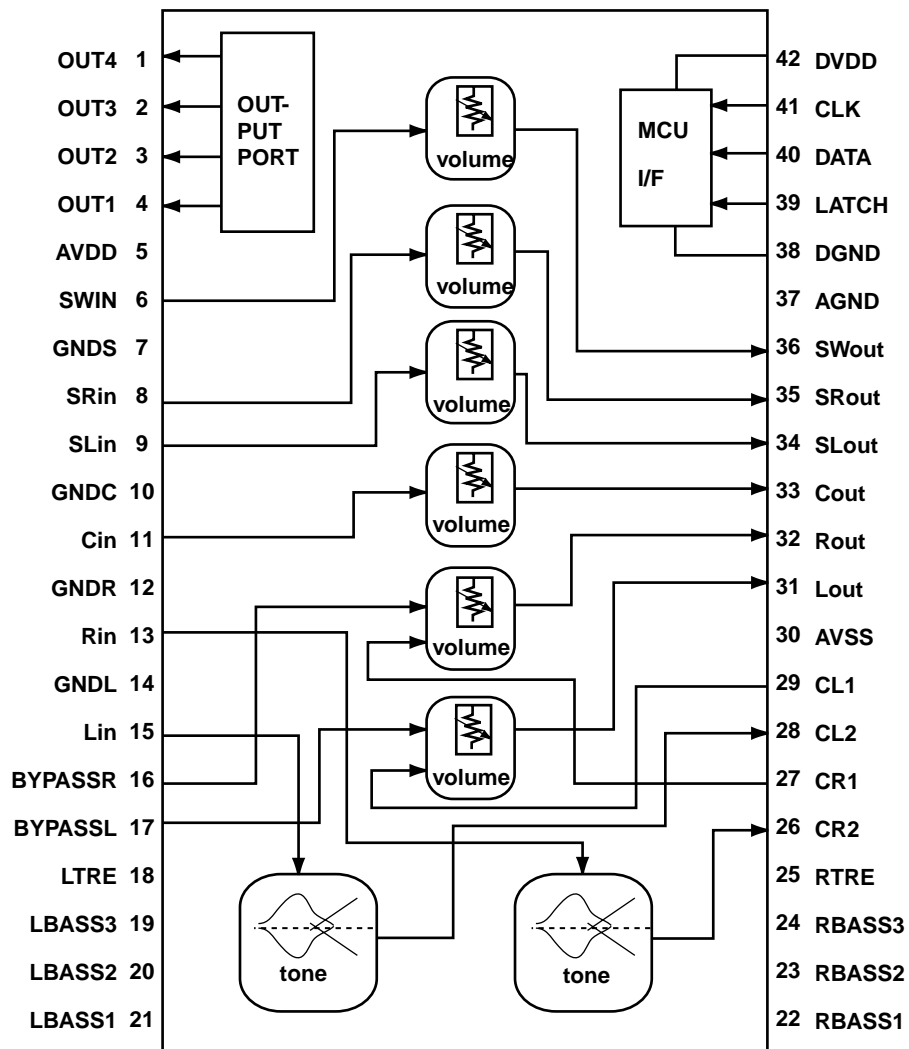 OUT4 1
OUT3 2
OUT2 3
OUT1 4
AVDD 5
SWIN 6
GNDS 7
SRin 8
SLin 9
GNDC 10
Cin 11
GNDR 12
Rin 13
GNDL 14
Lin 15
BYPASSR 16
BYPASSL 17
LTRE 18
LBASS3 19
LBASS2 20
LBASS1 21
OUT-
PUT
PORT
volume
volume
volume
volume
volume
volume
tone
tone
MCU
I/F
42 DVDD
41 CLK
40 DATA
39 LATCH
38 DGND
37 AGND
36 SWout
35 SRout
34 SLout
33 Cout
32 Rout
31 Lout
30 AVSS
29 CL1
28 CL2
27 CR1
26 CR2
25 RTRE
24 RBASS3
23 RBASS2
22 RBASS1